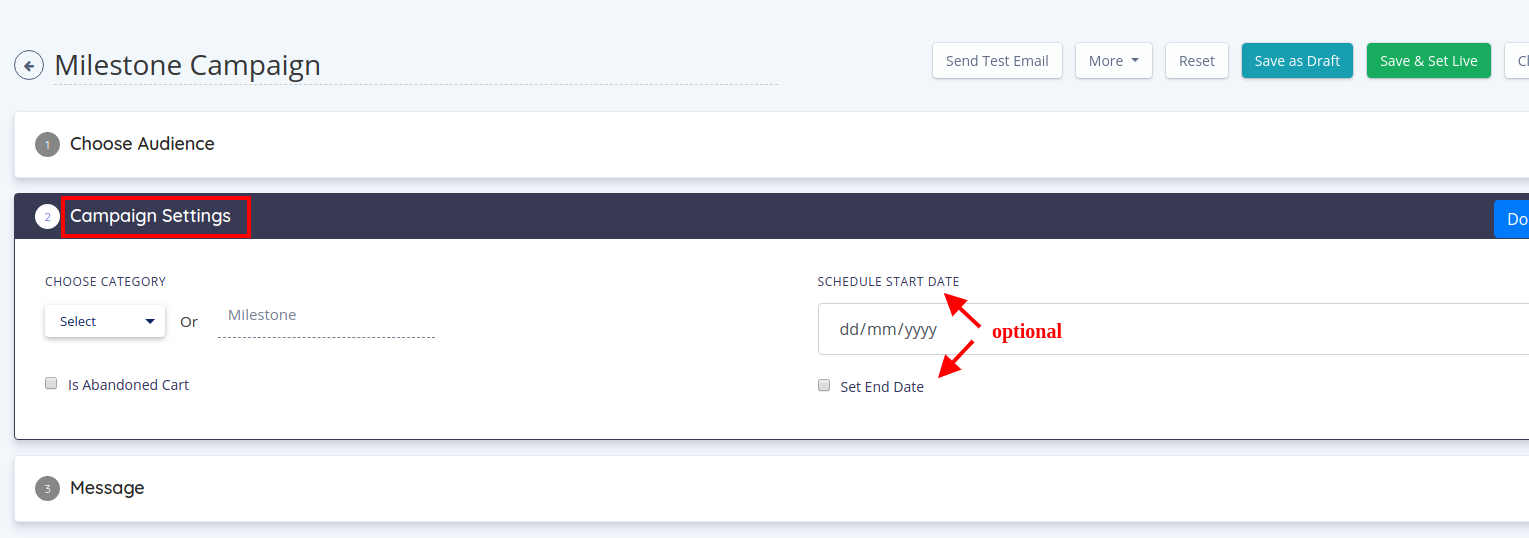 Milestone Campaign
Send Test Email
More
Reset
Save as Draft
Save & Set Live
1 Choose Audience
2 Campaign Settings
CHOOSE CATEGORY
Select Or Milestone
Is Abandoned Cart
SCHEDULE START DATE
dd/mm/yyyy
optional
Set End Date
3 Message